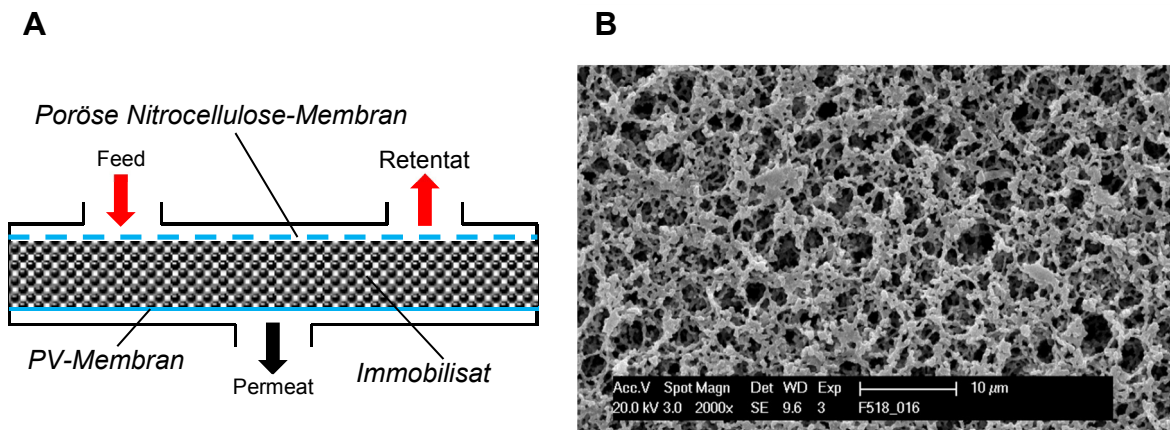 A
Poröse Nitrocellulose-Membran
Feed
Retentat
PV-Membran
Permeat
Immobilisat
B
Acc.V Spot Magn Det WD Exp 10 µm
20.0 kV 3.0 2000x SE 9.6 3 F518_016